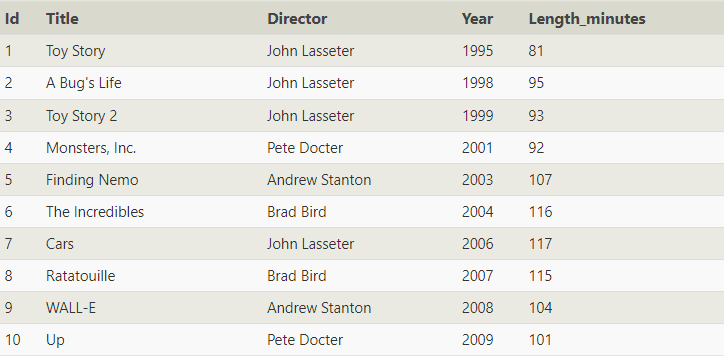 Id Title Director Year Length_minutes
1 Toy Story John Lasseter 1995 81
2 A Bug's Life John Lasseter 1998 95
3 Toy Story 2 John Lasseter 1999 93
4 Monsters, Inc. Pete Docter 2001 92
5 Finding Nemo Andrew Stanton 2003 107
6 The Incredibles Brad Bird 2004 116
7 Cars John Lasseter 2006 117
8 Ratatouille Brad Bird 2007 115
9 WALL-E Andrew Stanton 2008 104
10 Up Pete Docter 2009 101